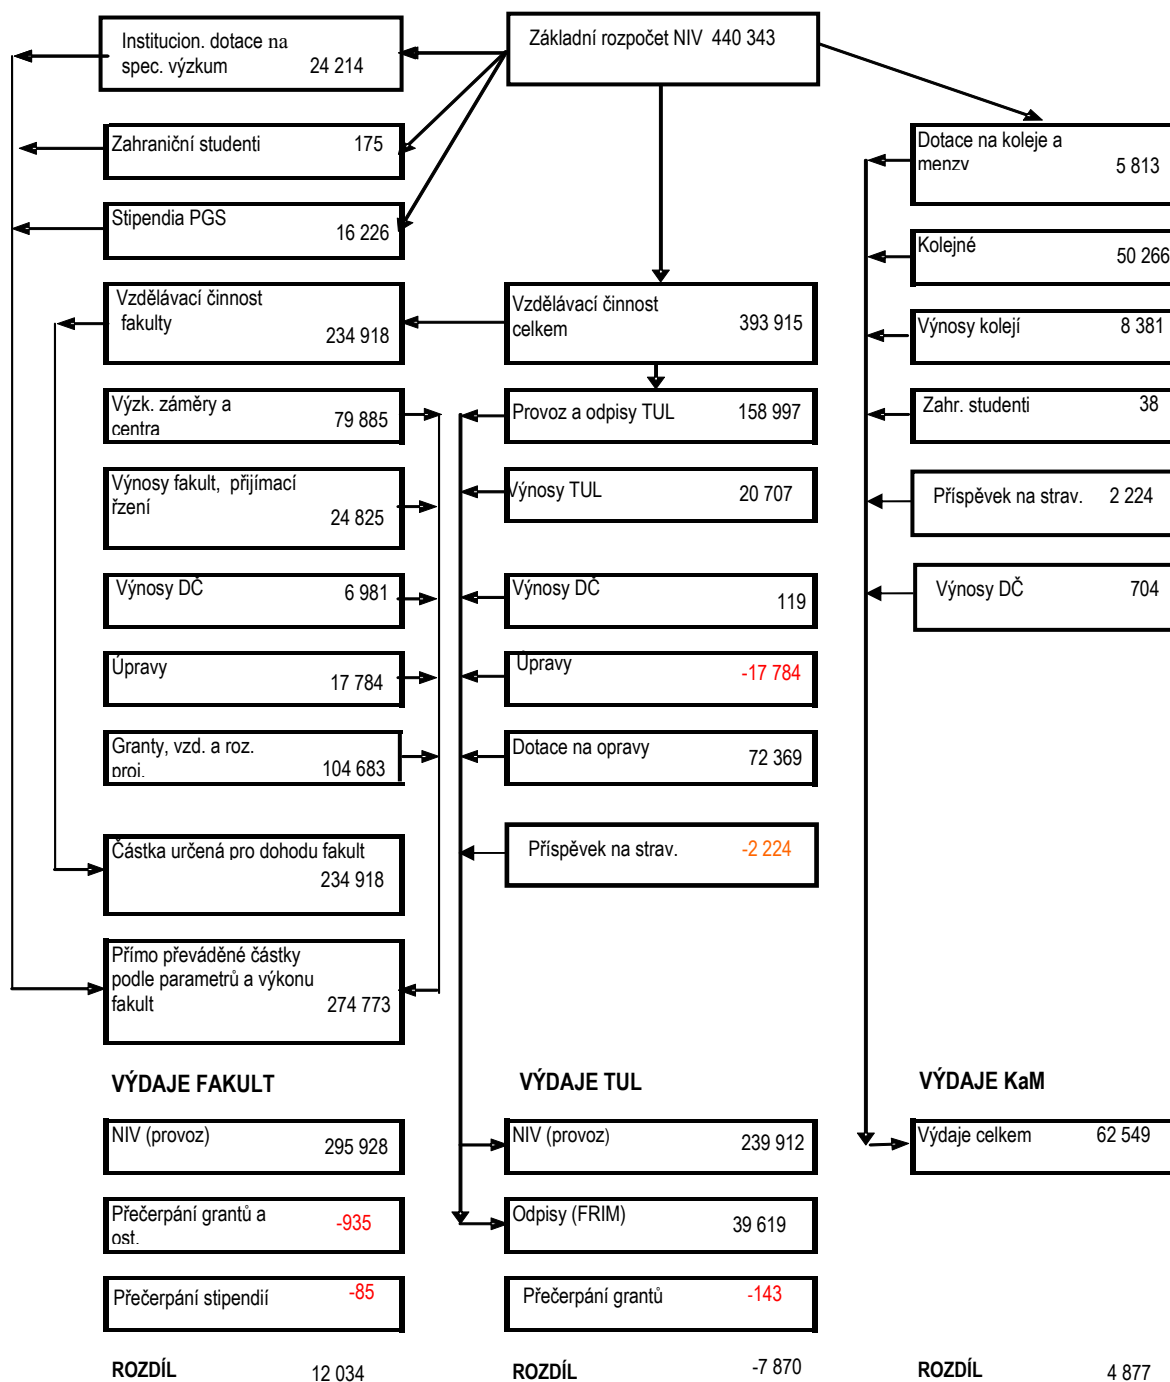 Základní rozpočet NIV 440 343
Institucion. dotace na
spec. výzkum 24 214
Zahraniční studenti 175
Stipendia PGS
16 226
Vzdělávací činnost
fakulty
234 918
Výzk. záměry a
centra 79 885
Výnosy fakult, přijímací
řzení
24 825
Výnosy DČ 6 981
Úpravy
17 784
Granty, vzd. a roz.
proj. 104 683
Částka určená pro dohodu fakult
234 918
Přímo převáděné částky
podle parametrů a výkonu
fakult 274 773
VÝDAJE FAKULT
NIV (provoz)
295 928
Přečerpání grantů a
ost. -935
Přečerpání stipendií -85
ROZDÍL 12 034
Vzdělávací činnost
celkem 393 915
Provoz a odpisy TUL 158 997
Výnosy TUL 20 707
Výnosy DČ
119
Úpravy -17 784
Dotace na opravy
72 369
Příspěvek na strav. -2 224
VÝDAJE TUL
NIV (provoz)
239 912
Odpisy (FRIM)
39 619
Přečerpání grantů -143
ROZDÍL -7 870
Dotace na koleje a
menzy 5 813
Kolejné
50 266
Výnosy kolejí 8 381
Zahr. studenti 38
Příspěvek na strav. 2 224
Výnosy DČ 704
VÝDAJE KaM
Výdaje celkem 62 549
ROZDÍL 4 877